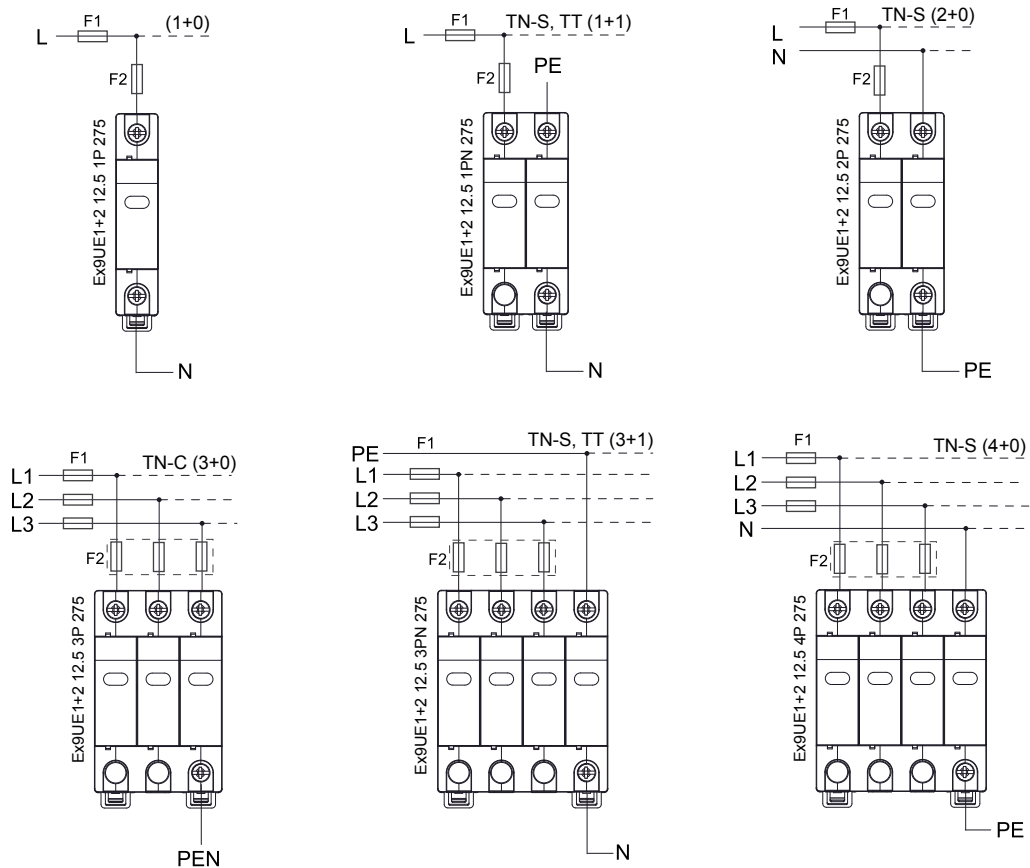 F1
(1+0)
L
F2
Ex9UE1+2 12.5 1P 275
N
F1
TN-S, TT (1+1)
L
F2
PE
Ex9UE1+2 12.5 1PN 275
N
F1
TN-S (2+0)
L
N
F2
Ex9UE1+2 12.5 2P 275
PE
F1
TN-C (3+0)
L1
L2
L3
F2
Ex9UE1+2 12.5 3P 275
PEN
F1
TN-S, TT (3+1)
PE
L1
L2
L3
F2
Ex9UE1+2 12.5 3PN 275
N
F1
TN-S (4+0)
L1
L2
L3
N
F2
Ex9UE1+2 12.5 4P 275
PE